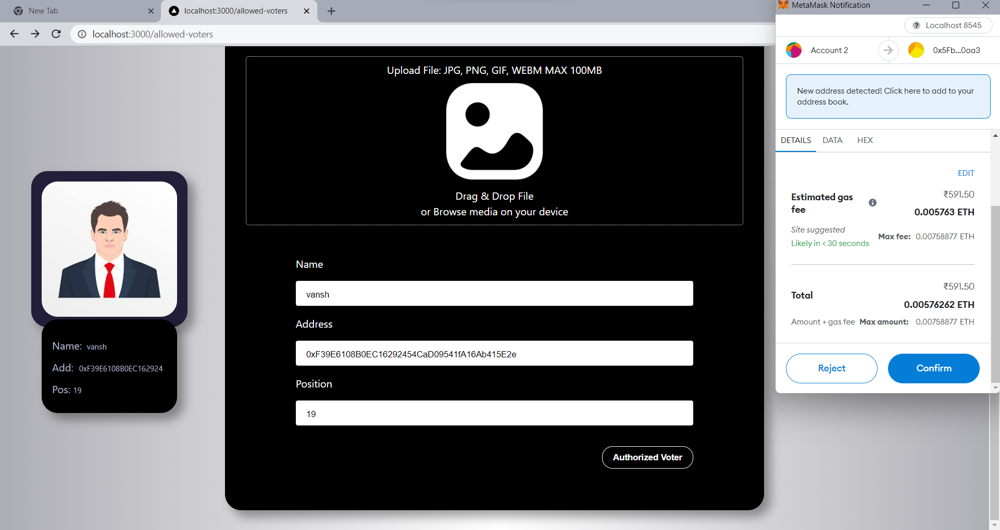 New Tab
localhost:3000/allowed-voters
localhost:3000/allowed-voters
Upload File: JPG, PNG, GIF, WEBM MAX 100MB
Drag & Drop File
or Browse media on your device
Name
vansh
Address
0xF39E6108B0EC16292454CaD09541fA16Ab415E2e
Position
19
Authorized Voter
Name: vansh
Add: 0xF39E6108B0EC162924
Pos: 19
MetaMask Notification
? Localhost 8545
Account 2
0x5Fb...0aa3
New address detected! Click here to add to your
address book.
DETAILS DATA HEX
EDIT
Estimated gas
fee
₹591.50
0.005763 ETH
Site suggested
Likely in < 30 seconds
Max fee: 0.00758877 ETH
₹591.50
Total
0.00576262 ETH
Amount + gas fee Max amount: 0.00758877 ETH
Reject
Confirm